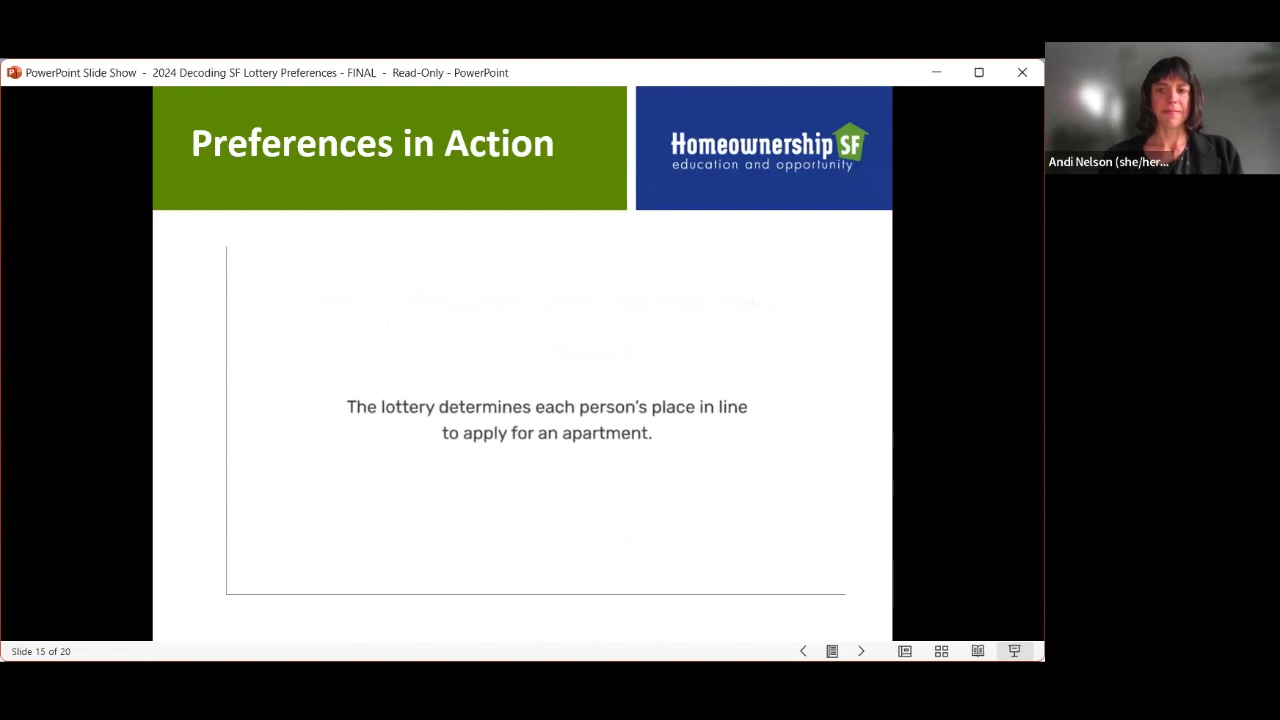 PowerPoint Slide Show - 2024 Decoding SF Lottery Preferences - FINAL - Read-Only - PowerPoint
Preferences in Action
Homeownership SF
education and opportunity
Andi Nelson (she/her...
The lottery determines each person's place in line
to apply for an apartment.
Slide 15 of 20